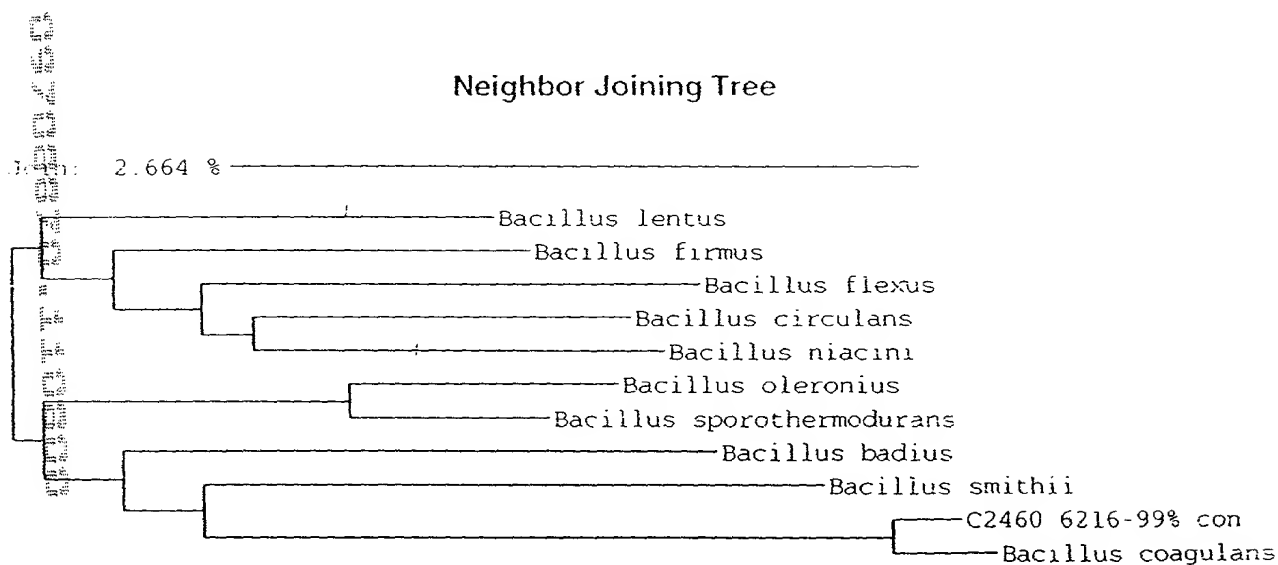 Neighbor Joining Tree
2.664 %
Bacillus lentus
Bacillus firmus
Bacillus flexus
Bacillus circulans
Bacillus niacini
Bacillus oleronius
Bacillus sporothermodurans
Bacillus badius
Bacillus smithii
C2460 6216-99% con
Bacillus coagulans